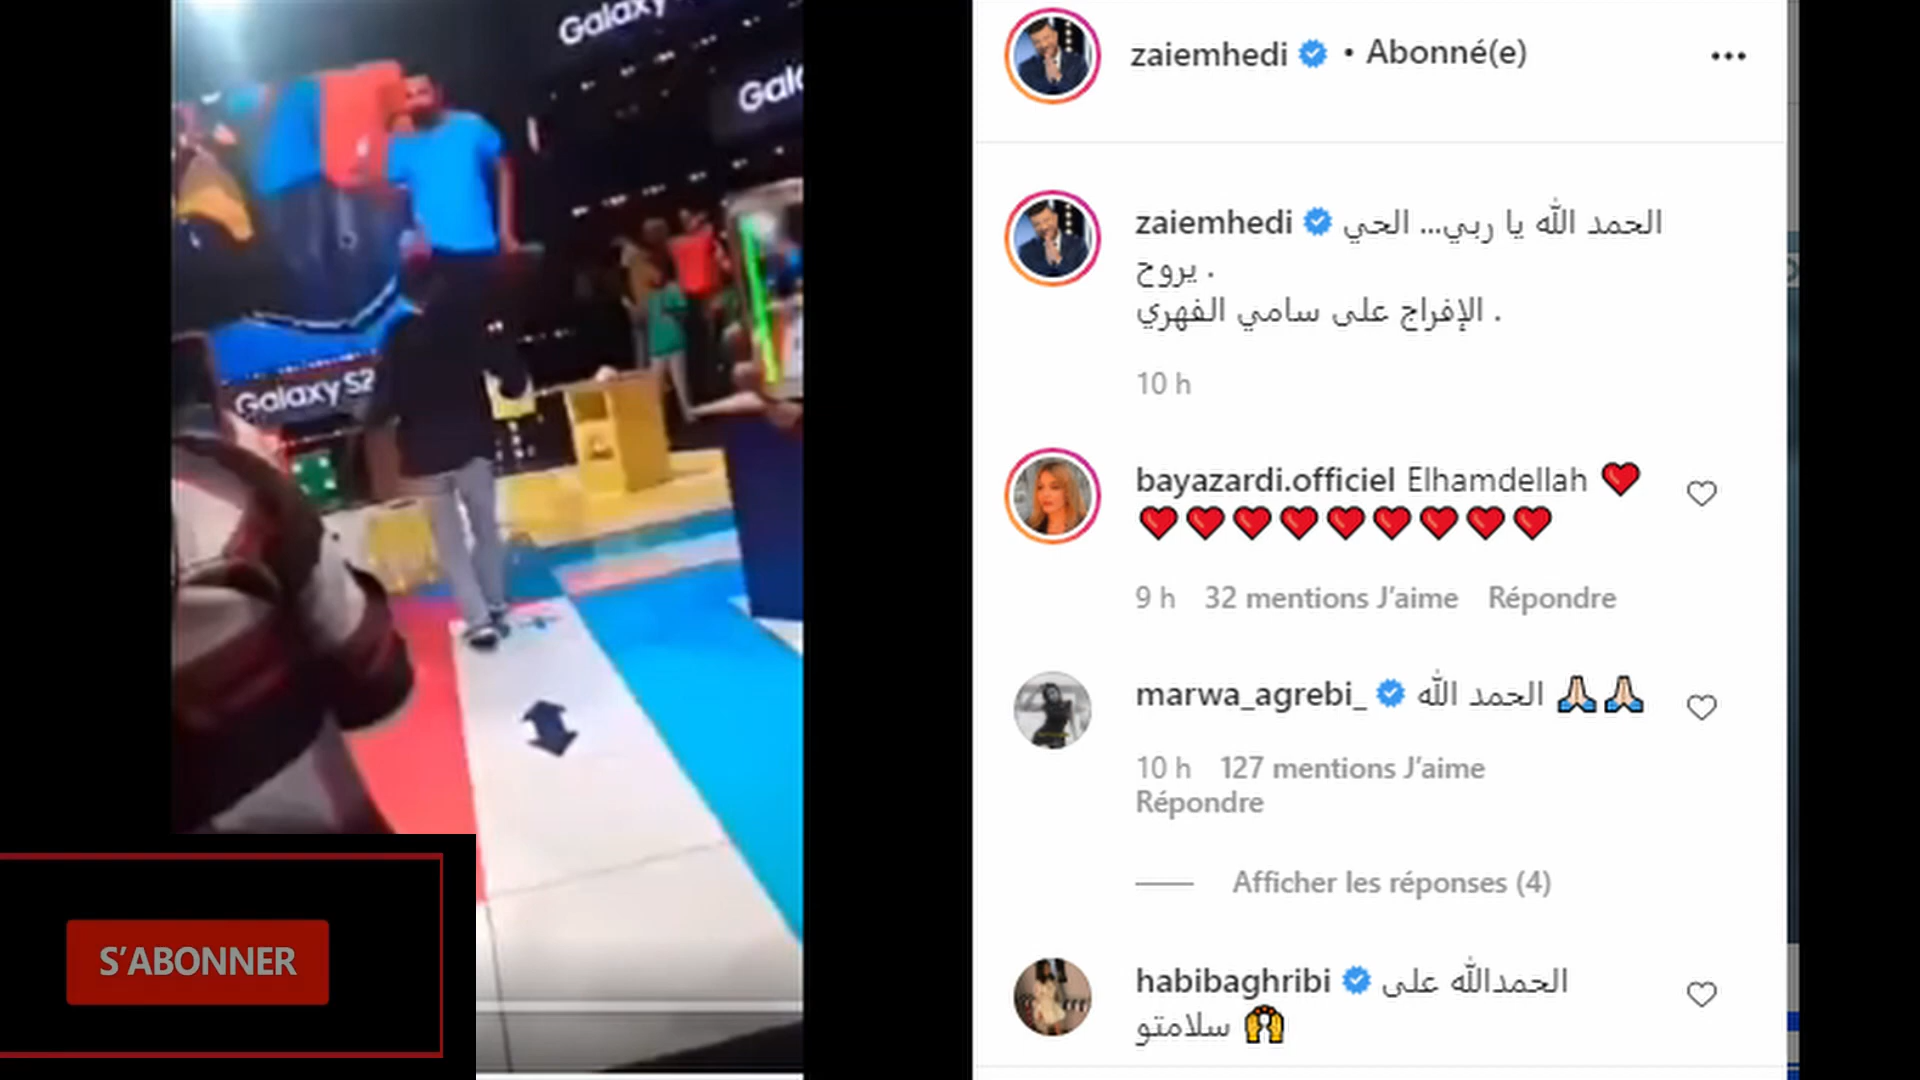 Galaxy
Galaxy S2
S'ABONNER
zaiemhedi • Abonné(e)
zaiemhedi الحمد الله يا ربي... الحي
يروح .
الإفراج على سامي الفهري .
10 h
bayazardi.officiel Elhamdellah ❤️
❤️❤️❤️❤️❤️❤️❤️❤️❤️
9 h 32 mentions J'aime Répondre
marwa_agrebi_ الحمد الله 🙏🏻🙏🏻
10 h 127 mentions J'aime
Répondre
Afficher les réponses (4)
habibaghribi الحمدالله على
سلامتو 🙌